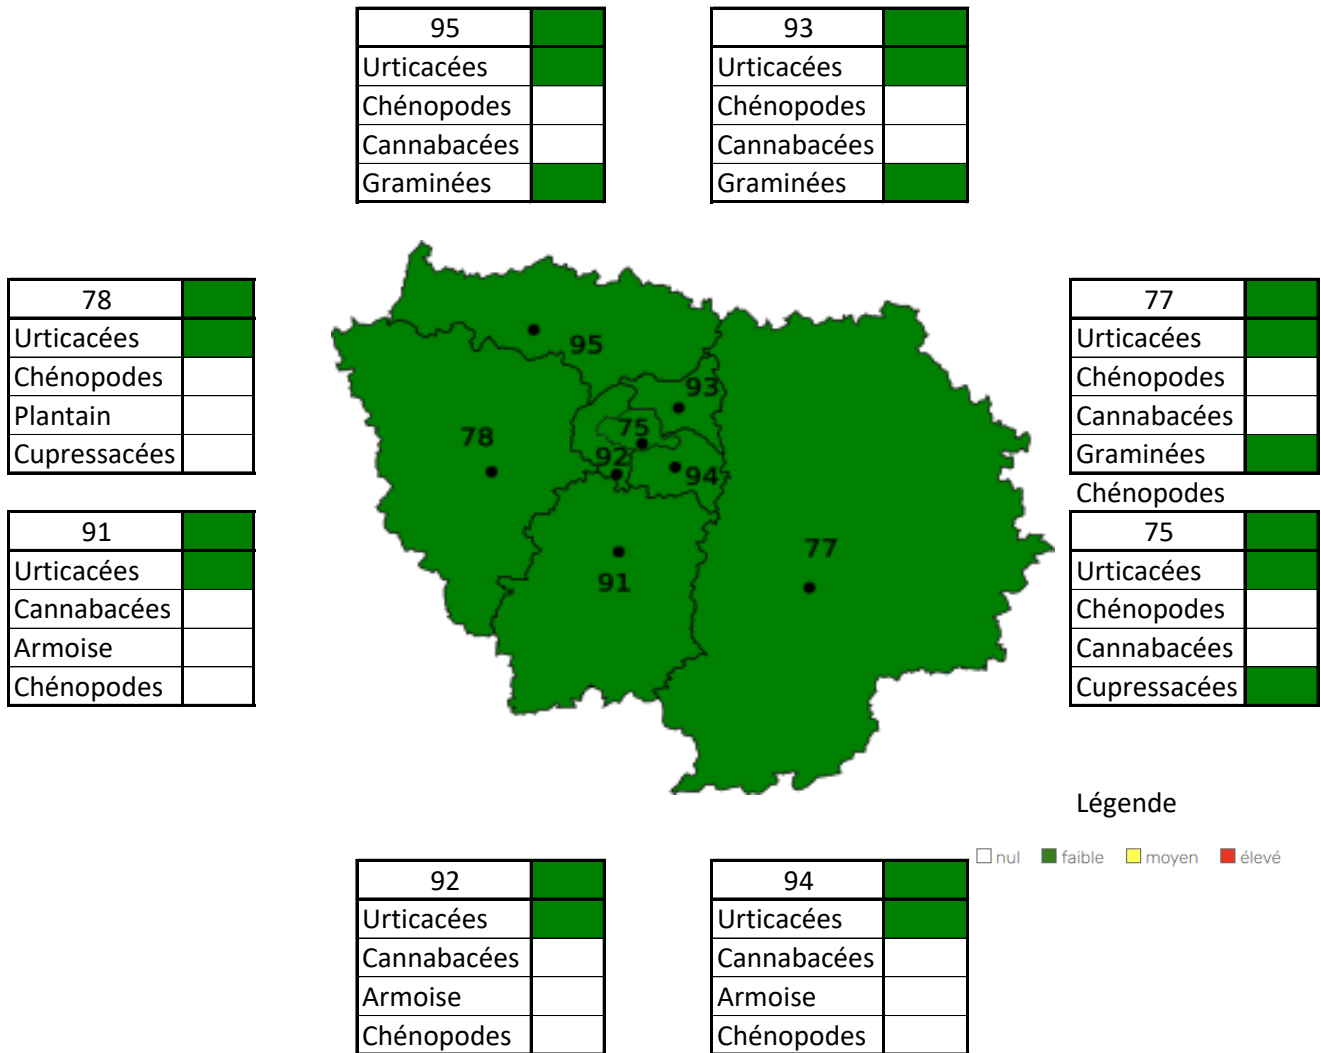 95
Urticacées
Chénopodes
Cannabacées
Graminées
93
Urticacées
Chénopodes
Cannabacées
Graminées
78
Urticacées
Chénopodes
Plantain
Cupressacées
91
Urticacées
Cannabacées
Armoise
Chénopodes
95
93
75
78
92
94
77
91
77
Urticacées
Chénopodes
Cannabacées
Graminées
Chénopodes
75
Urticacées
Chénopodes
Cannabacées
Cupressacées
Légende
nul faible moyen élevé
92
Urticacées
Cannabacées
Armoise
Chénopodes
94
Urticacées
Cannabacées
Armoise
Chénopodes